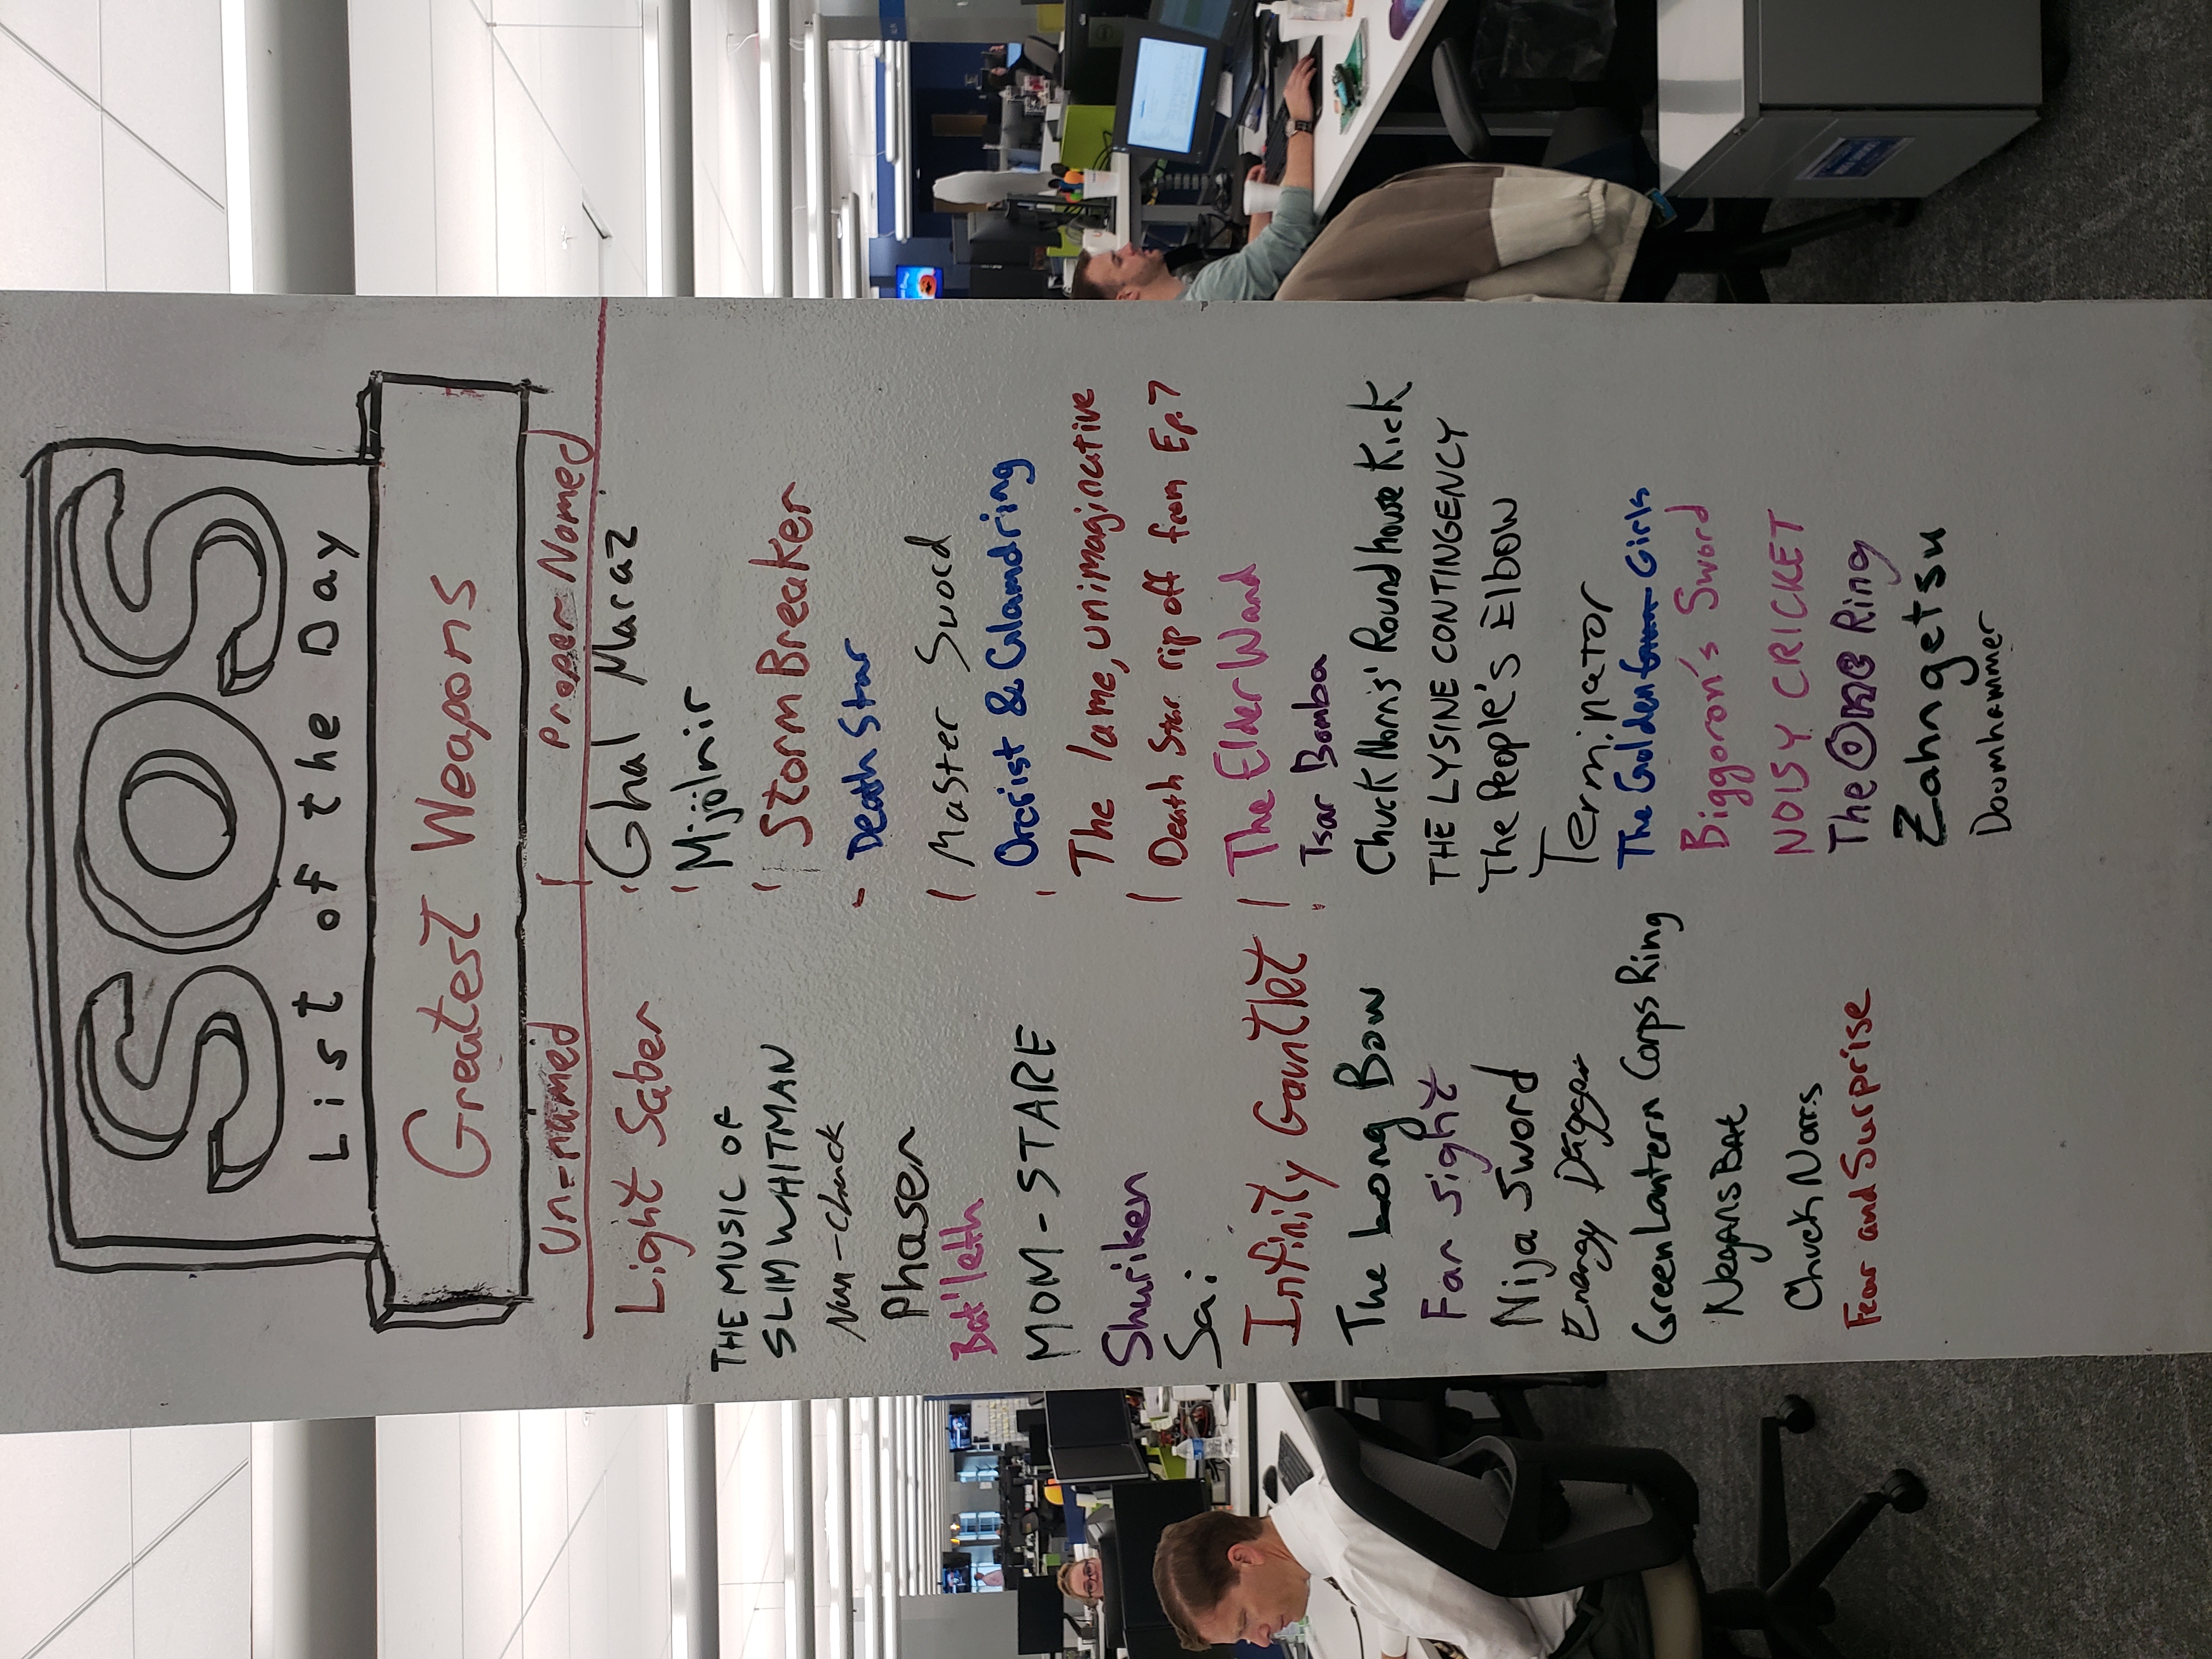 SOS
List of the Day
Greatest Weapons
Un-named
Light Saber
THE MUSIC OF
SLIM WHITMAN
Nun-Chuck
Phaser
Bat'leth
MOM-STARE
Shuriken
Sai
Infinity Gauntlet
The Long Bow
Far sight
Nija Sword
Energy Dagger
Green Lantern Corps Ring
Negans Bat
Chuck Norris
Fear and Surprise
Proper Named
Ghal Maraz
Mjölnir
Storm Breaker
Death Star
Master Sword
Orcrist & Glamdring
The lame, unimaginative
Death Star rip off from Ep. 7
The Elder Wand
Tsar Bomba
Chuck Norris' Roundhouse Kick
THE LYSINE CONTINGENCY
The People's Elbow
Terminator
The Golden Gun Girls
Biggoron's Sword
NOISY CRICKET
The One Ring
Zahngetsu
Doomhammer